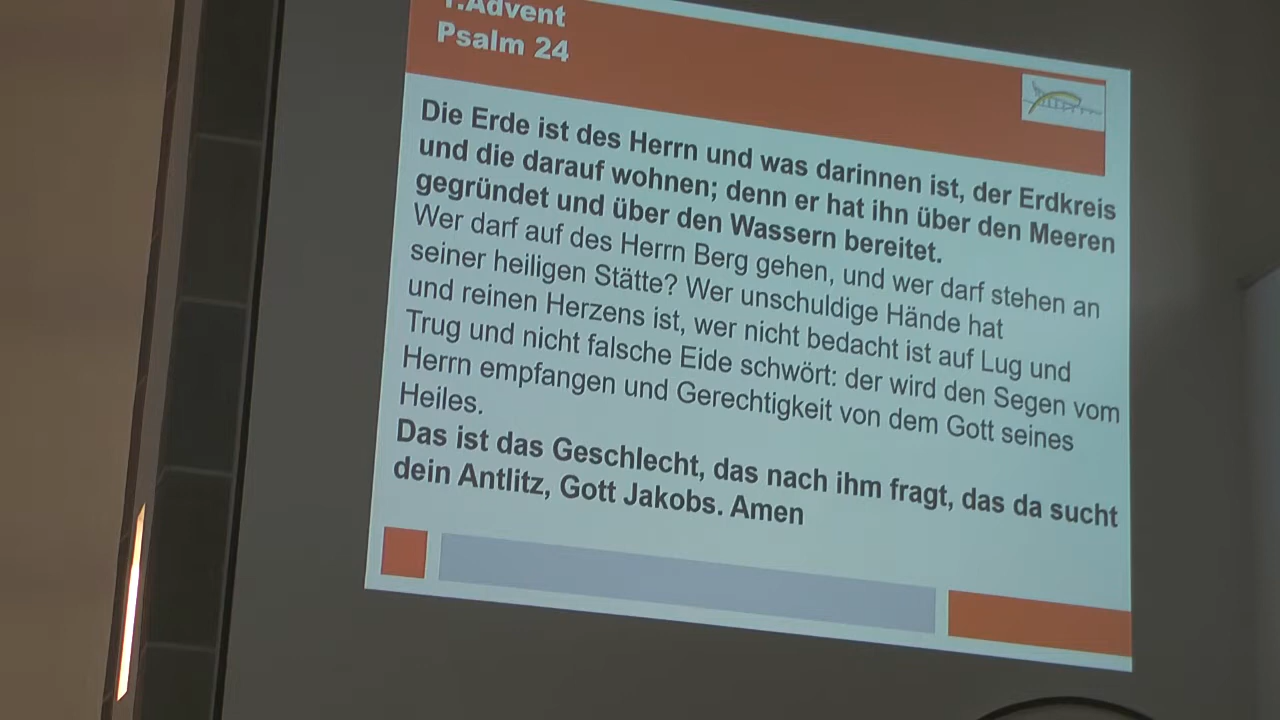 1.Advent
Psalm 24
Die Erde ist des Herrn und was darinnen ist, der Erdkreis
und die darauf wohnen; denn er hat ihn über den Meeren
gegründet und über den Wassern bereitet.
Wer darf auf des Herrn Berg gehen, und wer darf stehen an
seiner heiligen Stätte? Wer unschuldige Hände hat
und reinen Herzens ist, wer nicht bedacht ist auf Lug und
Trug und nicht falsche Eide schwört: der wird den Segen vom
Herrn empfangen und Gerechtigkeit von dem Gott seines
Heiles.
Das ist das Geschlecht, das nach ihm fragt, das da sucht
dein Antlitz, Gott Jakobs. Amen